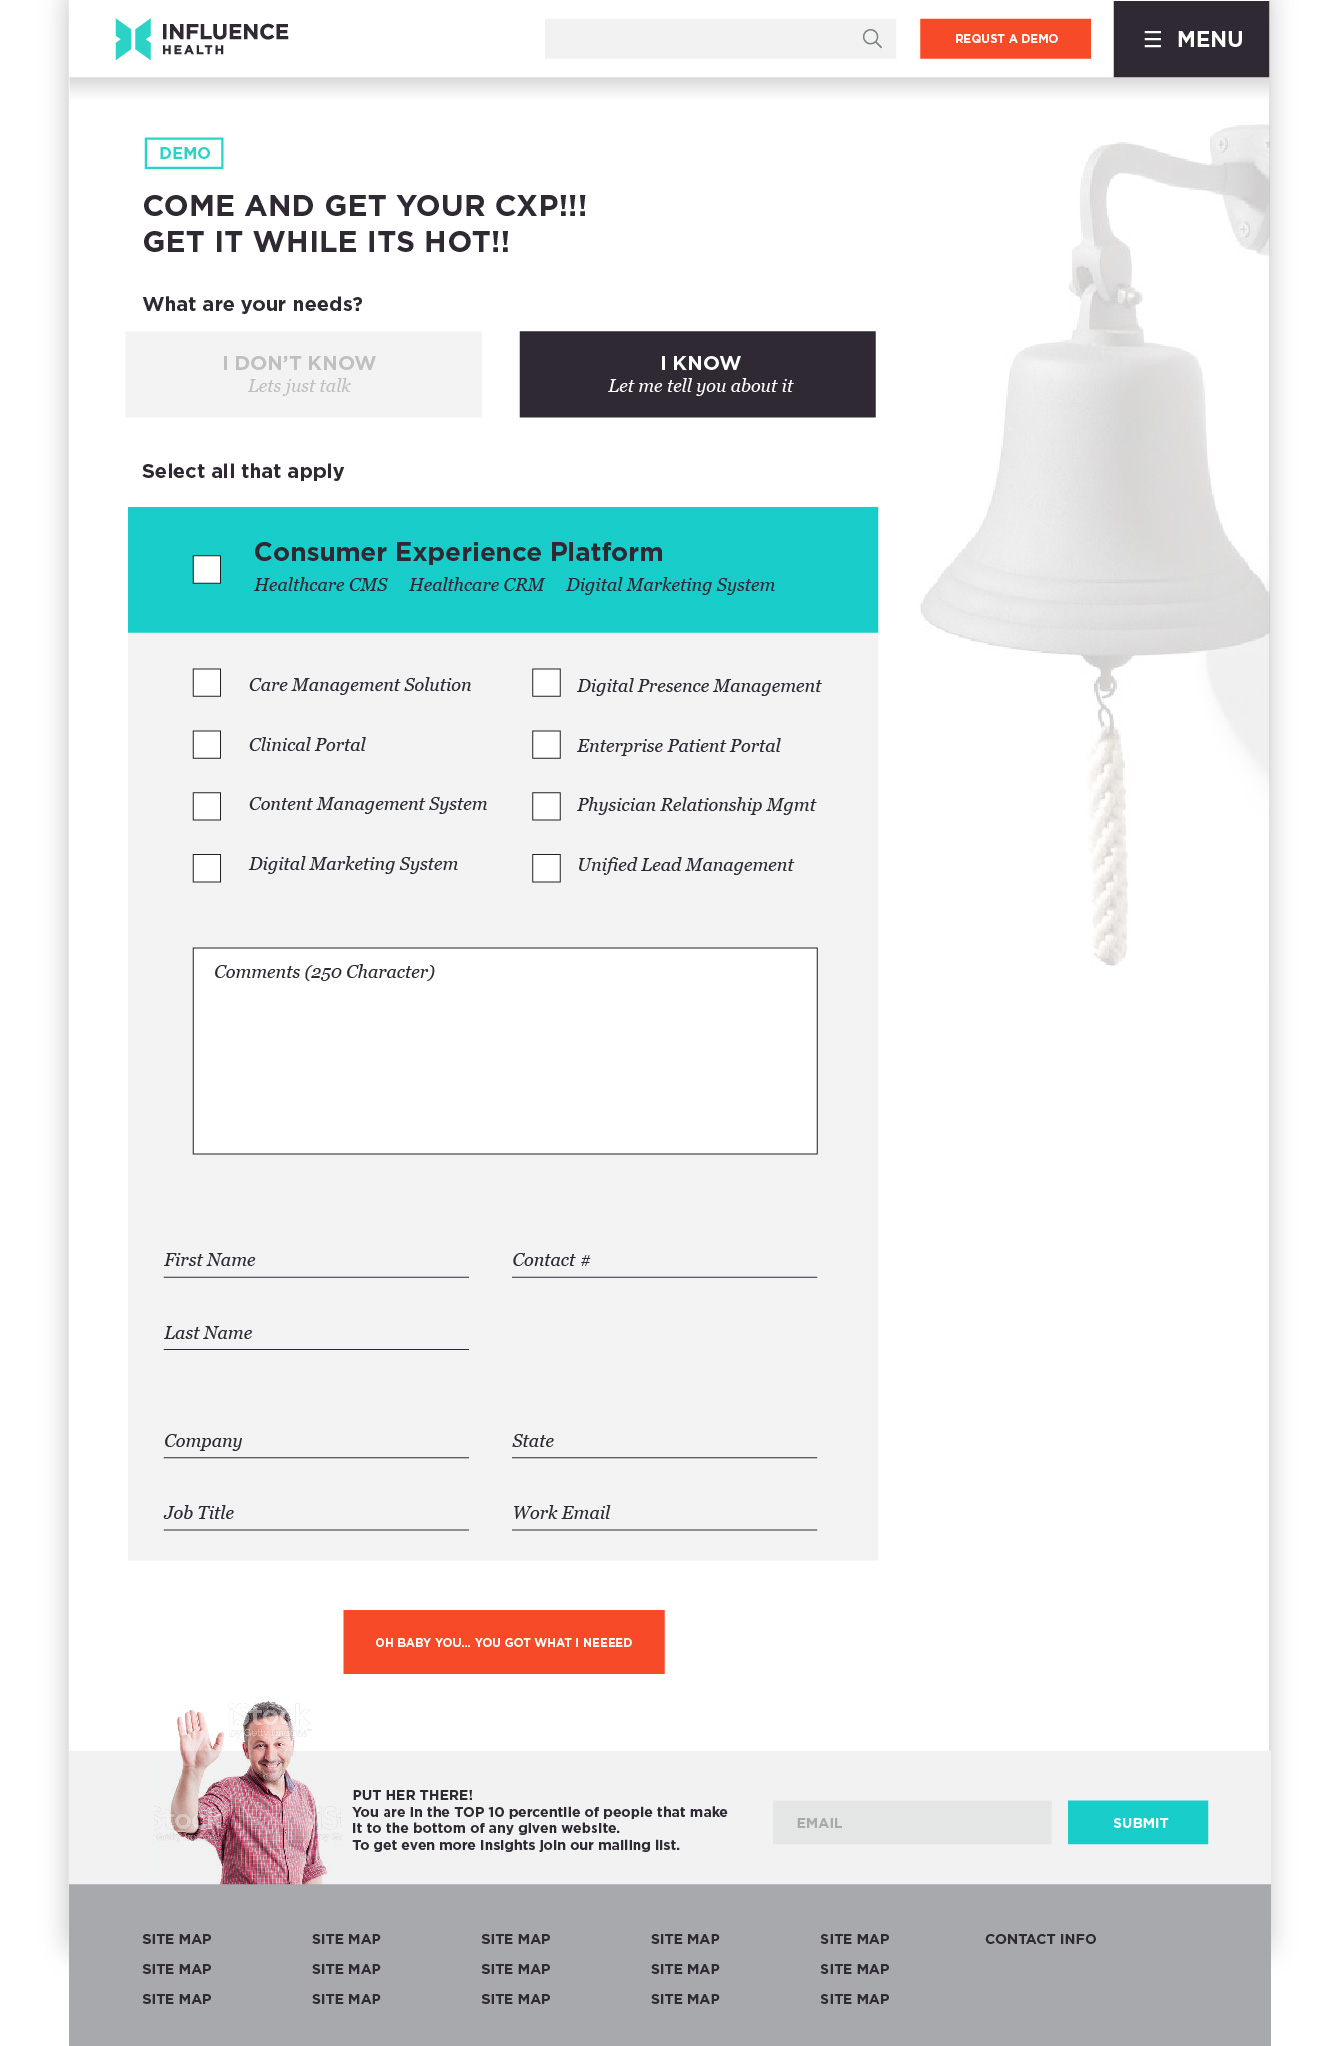 INFLUENCE
HEALTH
REQUST A DEMO
MENU
DEMO
COME AND GET YOUR CXP!!!
GET IT WHILE ITS HOT!!
What are your needs?
I DON'T KNOW
Lets just talk
I KNOW
Let me tell you about it
Select all that apply
Consumer Experience Platform
Healthcare CMS Healthcare CRM Digital Marketing System
Care Management Solution
Digital Presence Management
Clinical Portal
Enterprise Patient Portal
Content Management System
Physician Relationship Mgmt
Digital Marketing System
Unified Lead Management
Comments (250 Character)
First Name
Contact #
Last Name
Company
State
Job Title
Work Email
OH BABY YOU... YOU GOT WHAT I NEEEED
iStock
PUT HER THERE!
You are in the TOP 10 percentile of people that make
it to the bottom of any given website.
To get even more insights join our mailing list.
EMAIL
SUBMIT
SITE MAP SITE MAP SITE MAP SITE MAP SITE MAP CONTACT INFO
SITE MAP SITE MAP SITE MAP SITE MAP SITE MAP
SITE MAP SITE MAP SITE MAP SITE MAP SITE MAP